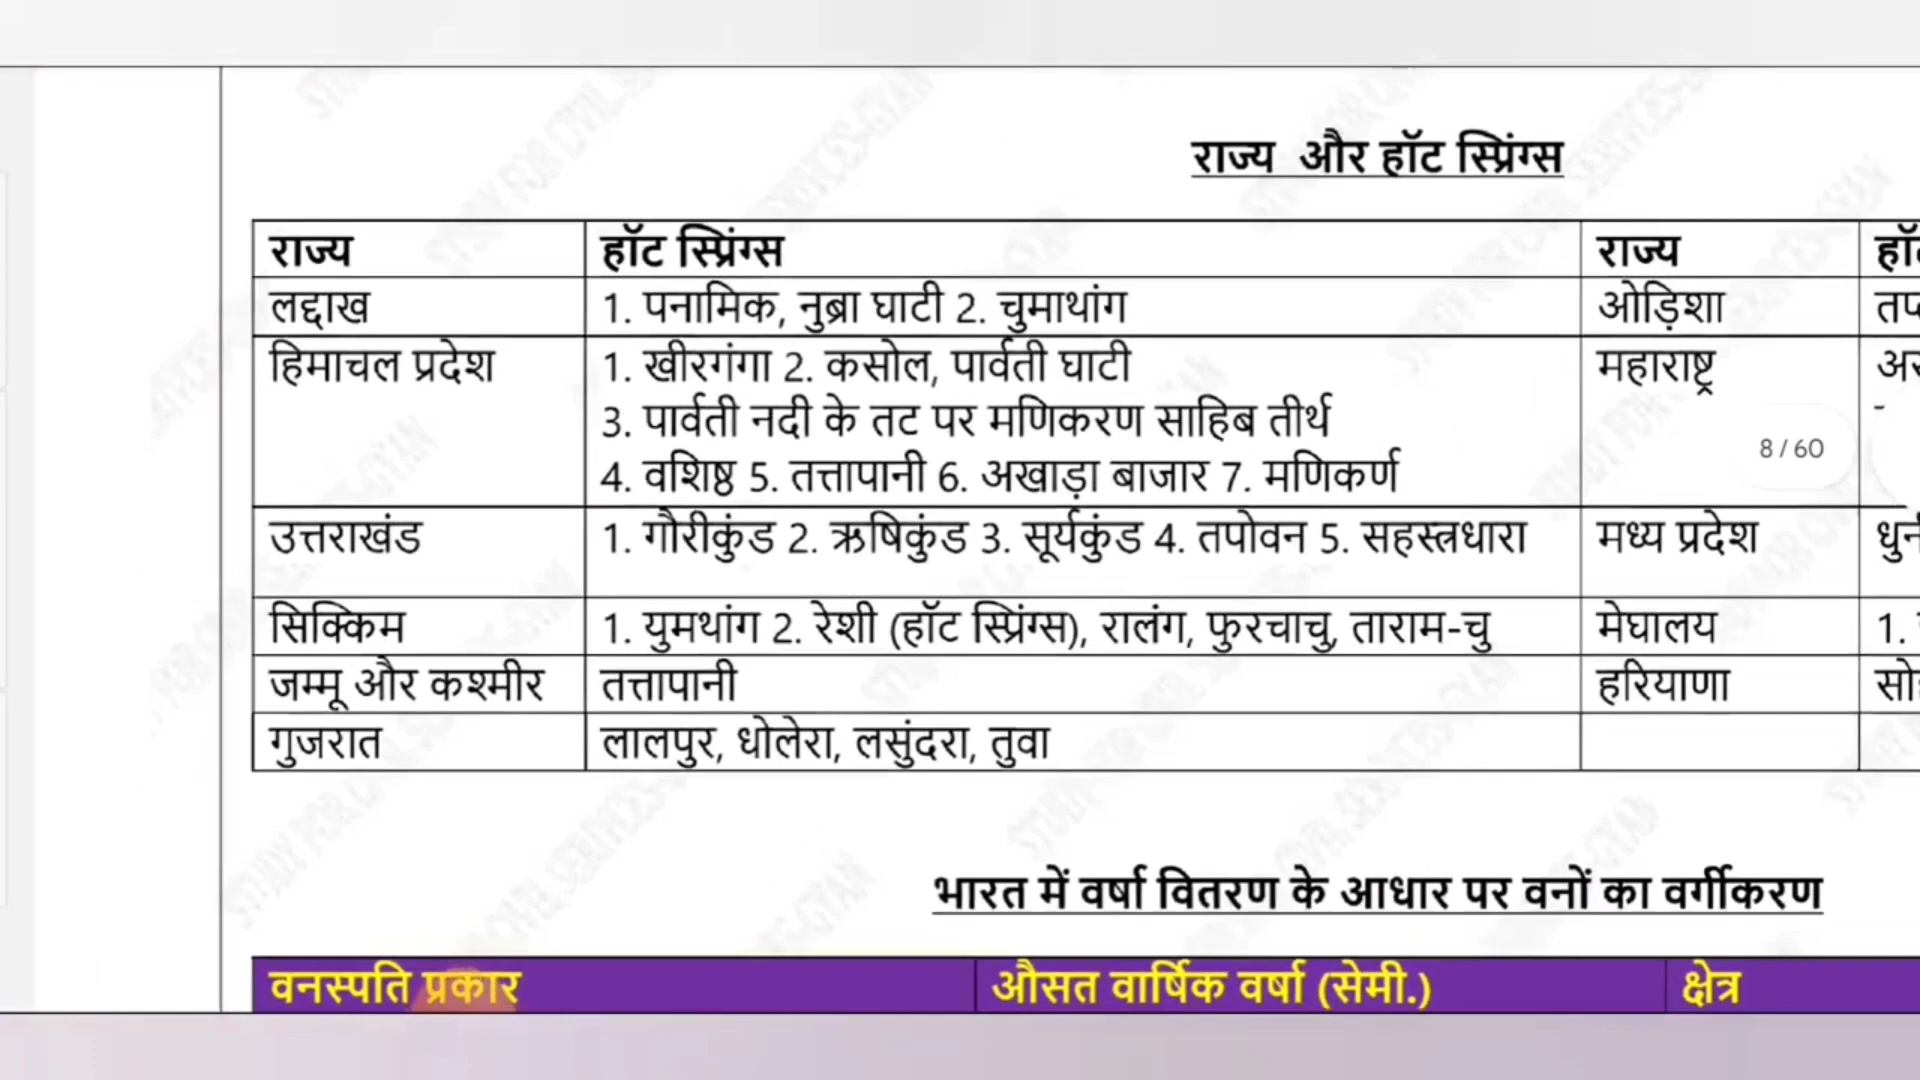 राज्य और हॉट स्प्रिंग्स
राज्य हॉट स्प्रिंग्स राज्य
लद्दाख 1. पनामिक, नुब्रा घाटी 2. चुमाथांग ओड़िशा
हिमाचल प्रदेश 1. खीरगंगा 2. कसोल, पार्वती घाटी महाराष्ट्र
3. पार्वती नदी के तट पर मणिकरण साहिब तीर्थ
8 / 60
4. वशिष्ठ 5. तत्तापानी 6. अखाड़ा बाजार 7. मणिकर्ण
उत्तराखंड 1. गौरीकुंड 2. ऋषिकुंड 3. सूर्यकुंड 4. तपोवन 5. सहस्त्रधारा मध्य प्रदेश
सिक्किम 1. युमथांग 2. रेशी (हॉट स्प्रिंग्स), रालंग, फुरचाचु, ताराम-चु मेघालय 1.
जम्मू और कश्मीर तत्तापानी हरियाणा
गुजरात लालपुर, धोलेरा, लसुंदरा, तुवा
भारत में वर्षा वितरण के आधार पर वनों का वर्गीकरण
वनस्पति प्रकार औसत वार्षिक वर्षा (सेमी.) क्षेत्र